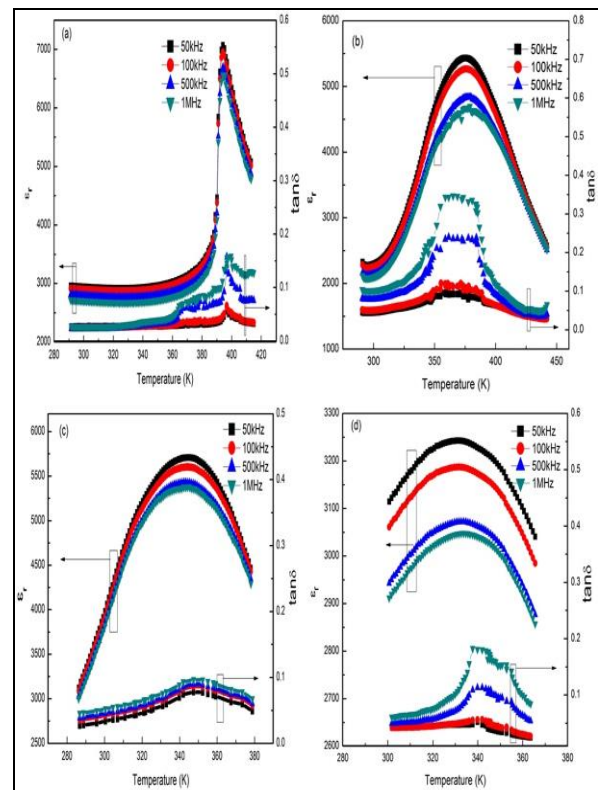 (a)
50kHz
100kHz
500kHz
1MHz
7000
6000
5000
4000
3000
2000
εr
0.6
0.5
0.4
0.3
0.2
0.1
0.0
tanδ
280 300 320 340 360 380 400 420
Temperature (K)
(b)
50kHz
100kHz
500kHz
1MHz
6000
5000
4000
3000
2000
1000
εr
0.8
0.7
0.6
0.5
0.4
0.3
0.2
0.1
0.0
tanδ
300 350 400 450
Temperature (K)
(c)
50kHz
100kHz
500kHz
1MHz
6000
5500
5000
4500
4000
3500
3000
2500
εr
0.5
0.4
0.3
0.2
0.1
0.0
tanδ
280 300 320 340 360 380
Temperature (K)
(d)
50kHz
100kHz
500kHz
1MHz
3300
3200
3100
3000
2900
2800
2700
2600
εr
0.6
0.5
0.4
0.3
0.2
0.1
0.0
tanδ
300 320 340 360 380
Temperature (K)